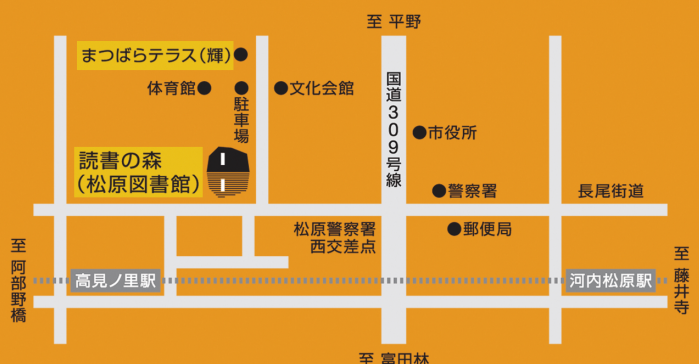 至 平野
まつばらテラス(輝)
体育館
駐車場
文化会館
国道309号線
市役所
読書の森
(松原図書館)
警察署
長尾街道
松原警察署
西交差点
郵便局
至 阿部野橋
高見ノ里駅
河内松原駅
至 藤井寺
至 富田林